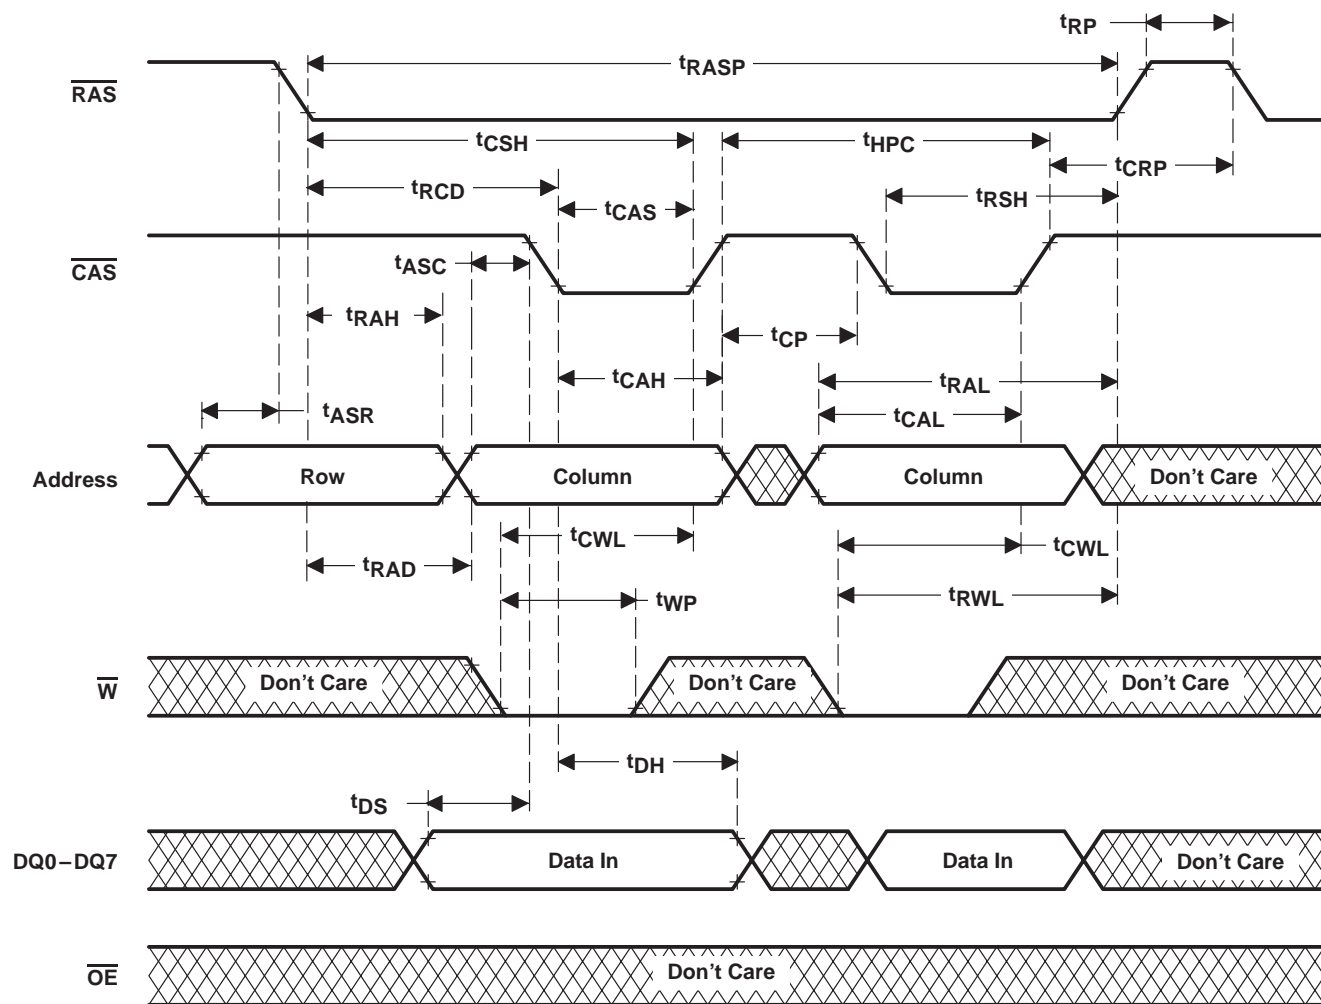 tRP
tRASP
RAS
tCSH
tHPC
tCRP
tRCD
tRSH
tCAS
CAS
tASC
tRAH
tCP
tCAH
tRAL
tASR
tCAL
Address
Row
Column
Column
Don't Care
tCWL
tCWL
tRAD
tWP
tRWL
W
Don't Care
Don't Care
Don't Care
tDH
tDS
DQ0–DQ7
Data In
Data In
Don't Care
OE
Don't Care